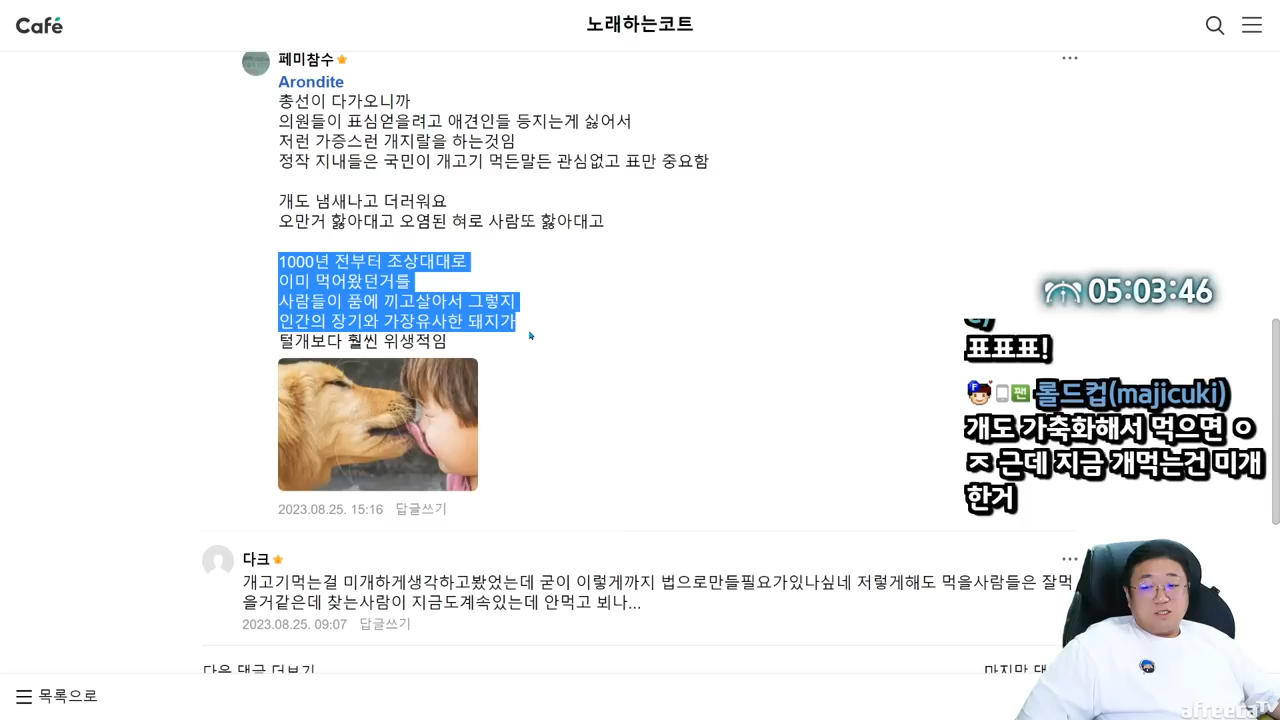 Café
노래하는코트
페미참수
Arondite
총선이 다가오니까
의원들이 표심얻을려고 애견인들 등지는게 싫어서
저런 가증스런 개지랄을 하는것임
정작 지내들은 국민이 개고기 먹든말든 관심없고 표만 중요함
개도 냄새나고 더러워요
오만거 핧아대고 오염된 혀로 사람또 핧아대고
1000년 전부터 조상대대로
이미 먹어왔던거틀
사람들이 품에 끼고살아서 그렇지
인간의 장기와 가장유사한 돼지가
털개보다 훨씬 위생적임
2023.08.25. 15:16 답글쓰기
다크
개고기먹는걸 미개하게생각하고봤었는데 굳이 이렇게까지 법으로만들필요가있나싶네 저렇게해도 먹을사람들은 잘먹
을거같은데 찾는사람이 지금도계속있는데 안먹고 뵈나...
2023.08.25. 09:07 답글쓰기
다음 댓글 더보기
마지막 댓
목록으로
05:03:46
표표표!
F 팬 롤드컵(majicuki)
개도 가축화해서 먹으면 ㅇ
ㅈ 근데 지금 개먹는건 미개
한거
afreecaTV